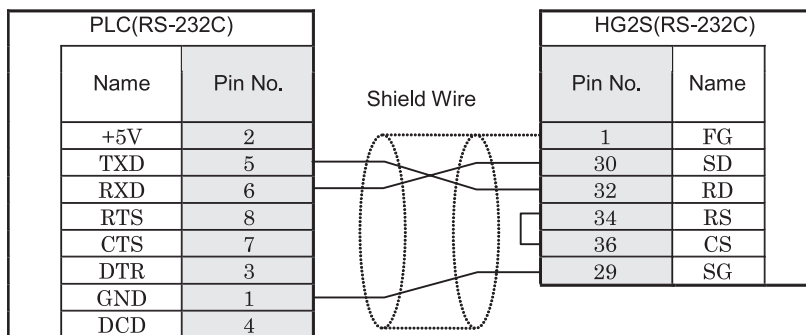 PLC(RS-232C) HG2S(RS-232C)
Name Pin No. Shield Wire Pin No. Name
+5V 2 1 FG
TXD 5 30 SD
RXD 6 32 RD
RTS 8 34 RS
CTS 7 36 CS
DTR 3 29 SG
GND 1
DCD 4